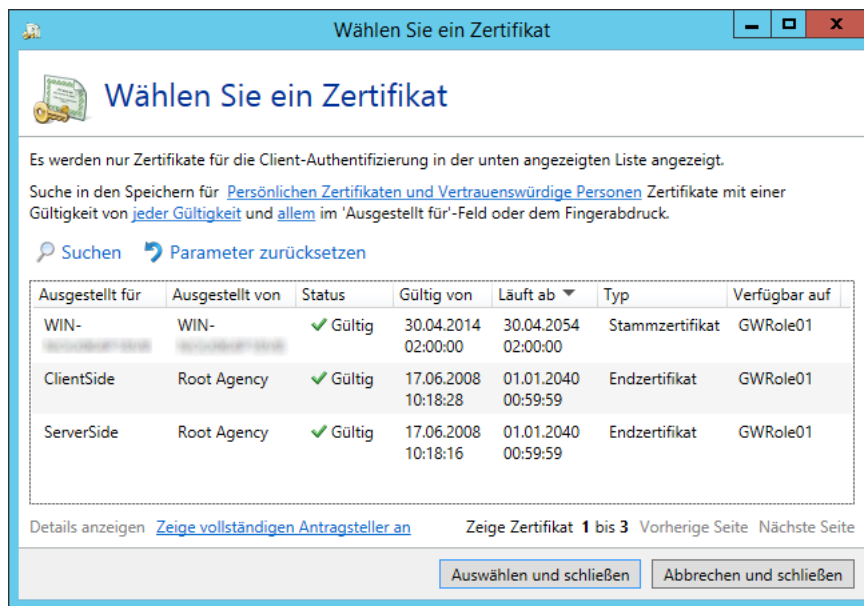 Wählen Sie ein Zertifikat
Wählen Sie ein Zertifikat
Es werden nur Zertifikate für die Client-Authentifizierung in der unten angezeigten Liste angezeigt.
Suche in den Speichern für Persönlichen Zertifikaten und Vertrauenswürdige Personen Zertifikate mit einer
Gültigkeit von jeder Gültigkeit und allem im 'Ausgestellt für'-Feld oder dem Fingerabdruck.
Suchen Parameter zurücksetzen
Ausgestellt für Ausgestellt von Status Gültig von Läuft ab Typ Verfügbar auf
WIN- WIN- Gültig 30.04.2014 30.04.2054 Stammzertifikat GWRole01
02:00:00 02:00:00
ClientSide Root Agency Gültig 17.06.2008 01.01.2040 Endzertifikat GWRole01
10:18:28 00:59:59
ServerSide Root Agency Gültig 17.06.2008 01.01.2040 Endzertifikat GWRole01
10:18:16 00:59:59
Details anzeigen Zeige vollständigen Antragsteller an Zeige Zertifikat 1 bis 3 Vorherige Seite Nächste Seite
Auswählen und schließen Abbrechen und schließen